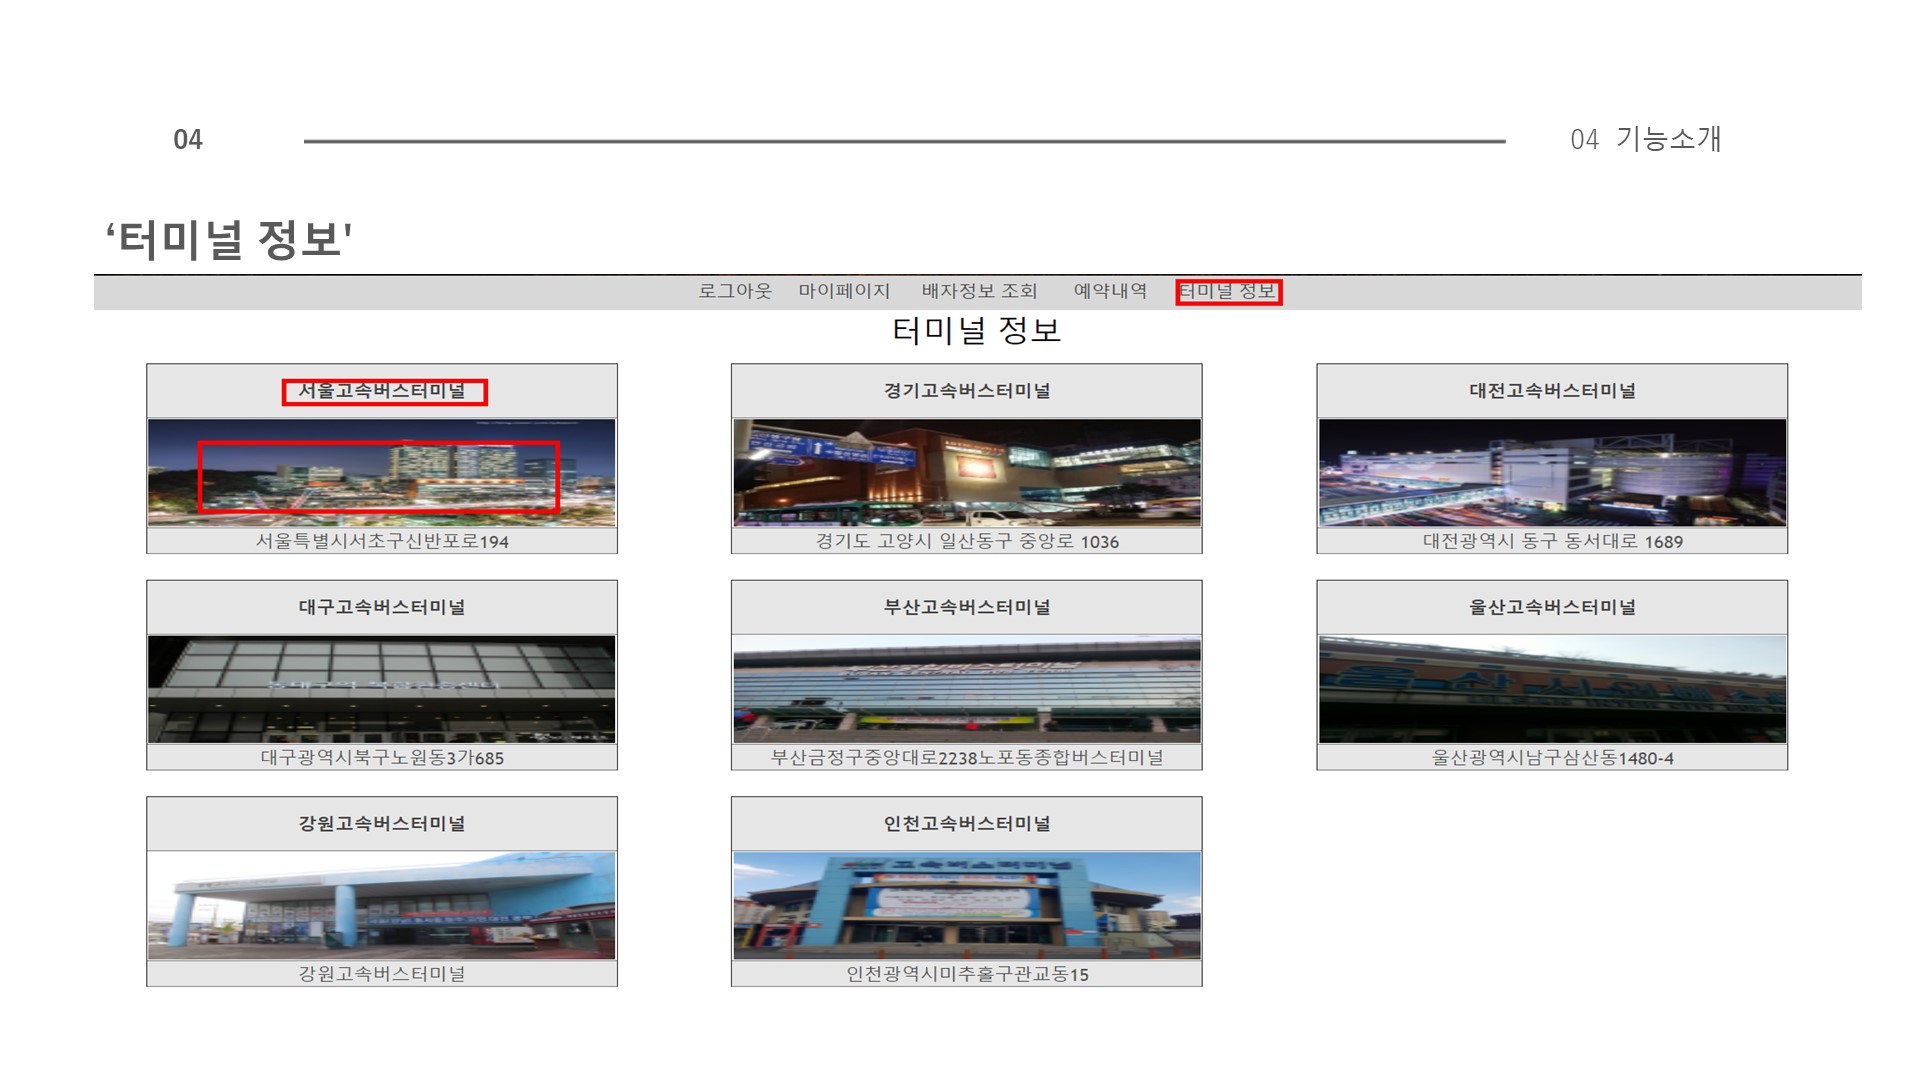 04
04 기능소개
‘터미널 정보'
로그아웃 마이페이지 배자정보 조회 예약내역 터미널 정보
터미널 정보
서울고속버스터미널 경기고속버스터미널 대전고속버스터미널
서울특별시서초구신반포로194 경기도 고양시 일산동구 중앙로 1036 대전광역시 동구 동서대로 1689
대구고속버스터미널 부산고속버스터미널 울산고속버스터미널
대구광역시북구노원동3가685 부산금정구중앙대로2238노포동종합버스터미널 울산광역시남구삼산동1480-4
강원고속버스터미널 인천고속버스터미널
고속버스터미널
강원고속버스터미널 인천광역시미추홀구관교동15